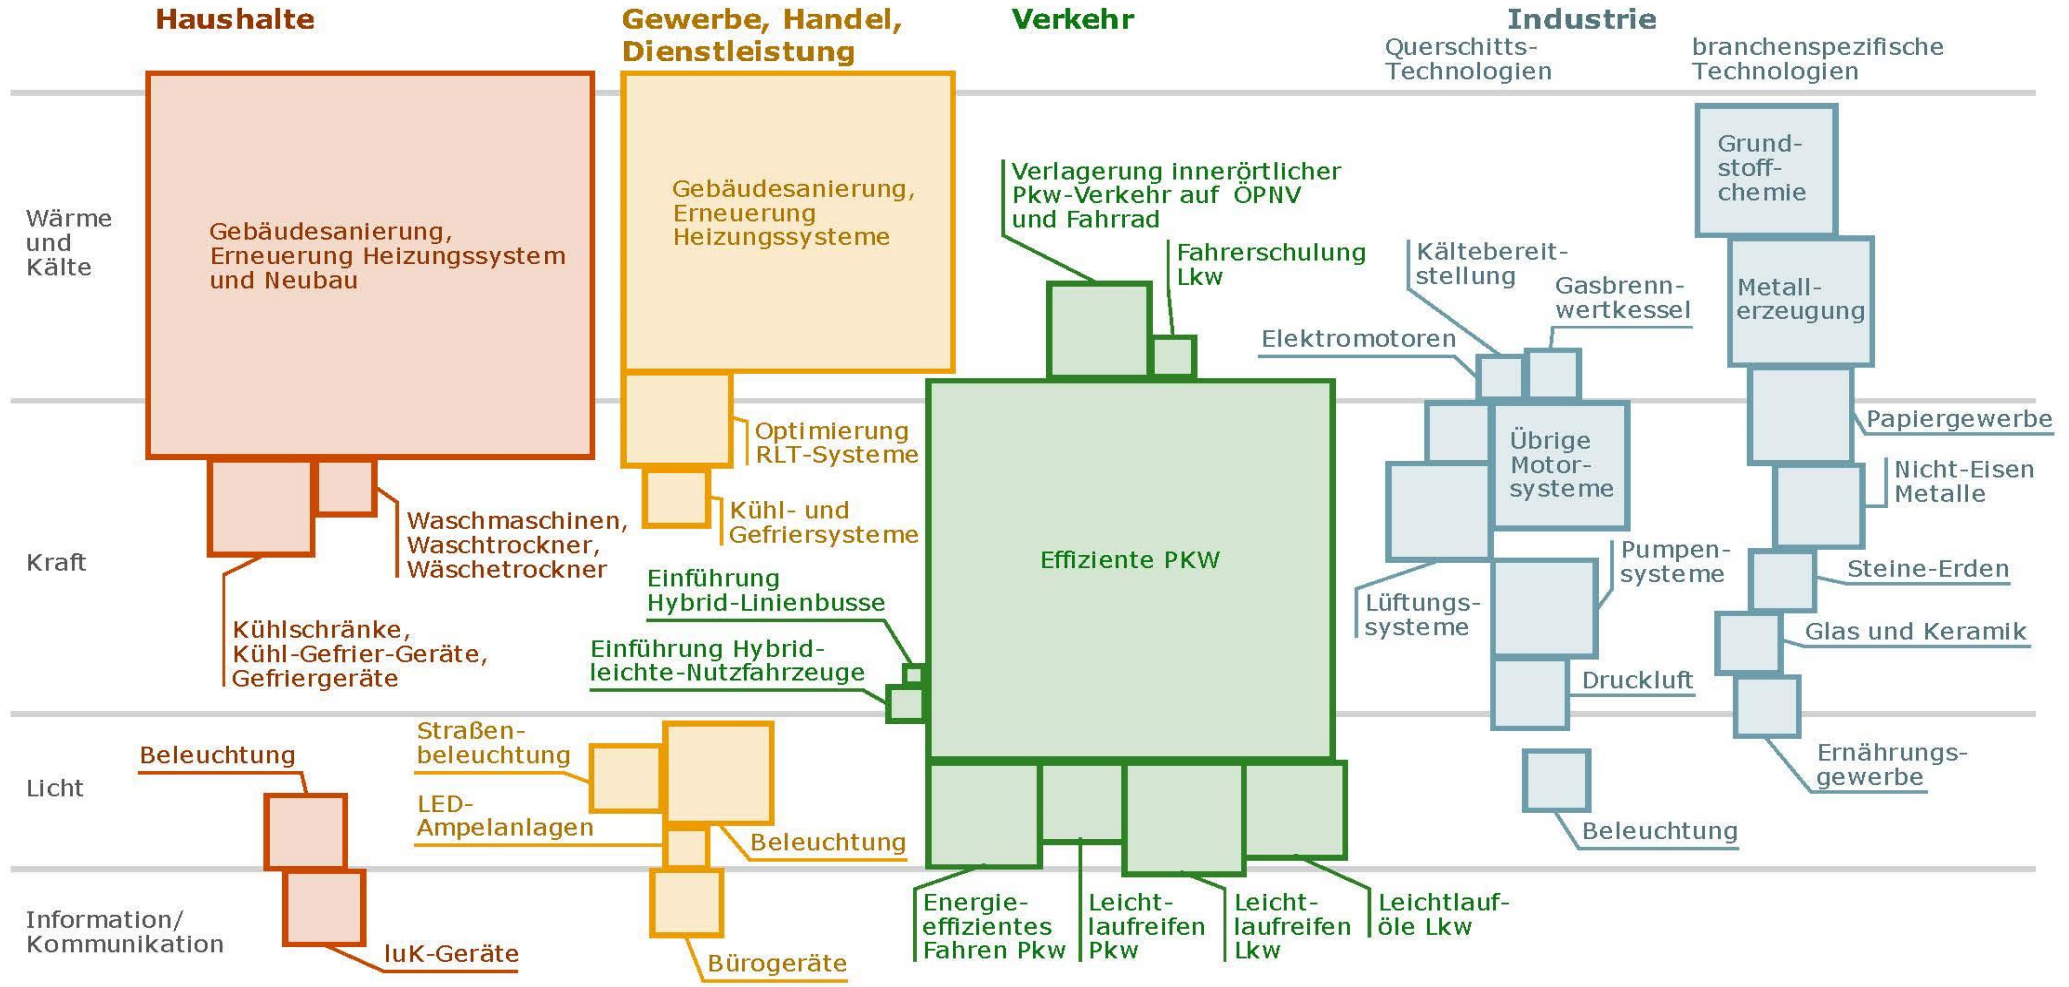 Haushalte
Gewerbe, Handel,
Dienstleistung
Verkehr
Industrie
Querschitts-
Technologien
branchenspezifische
Technologien
Wärme
und
Kälte
Kraft
Licht
Information/
Kommunikation
Gebäudesanierung,
Erneuerung Heizungssystem
und Neubau
Waschmaschinen,
Waschtrockner,
Wäschetrockner
Kühlschränke,
Kühl-Gefrier-Geräte,
Gefriergeräte
Beleuchtung
IuK-Geräte
Gebäudesanierung,
Erneuerung
Heizungssysteme
Optimierung
RLT-Systeme
Kühl- und
Gefriersysteme
Straßen-
beleuchtung
LED-
Ampelanlagen
Beleuchtung
Bürogeräte
Verlagerung innerörtlicher
Pkw-Verkehr auf ÖPNV
und Fahrrad
Fahrerschulung
Lkw
Effiziente PKW
Einführung
Hybrid-Linienbusse
Einführung Hybrid-
leichte-Nutzfahrzeuge
Energie-
effizientes
Fahren Pkw
Leicht-
laufreifen
Pkw
Leicht-
laufreifen
Lkw
Leichtlauf-
öle Lkw
Kältebereit-
stellung
Gasbrenn-
wertkessel
Elektromotoren
Übrige
Motor-
systeme
Lüftungs-
systeme
Pumpen-
systeme
Druckluft
Beleuchtung
Grund-
stoff-
chemie
Metall-
erzeugung
Papiergewerbe
Nicht-Eisen
Metalle
Steine-Erden
Glas und Keramik
Ernährungs-
gewerbe